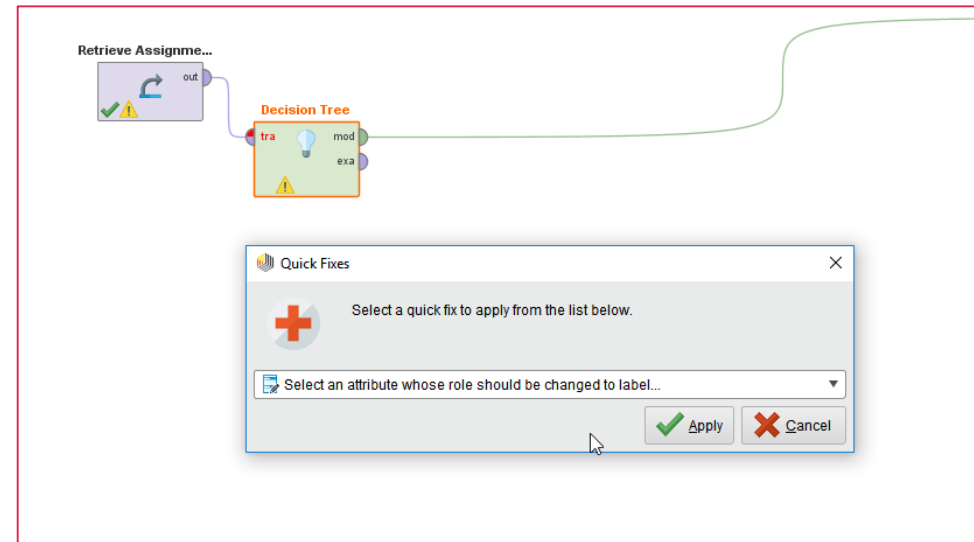 Retrieve Assignme...
out
Decision Tree
tra
mod
exa
Quick Fixes
Select a quick fix to apply from the list below.
Select an attribute whose role should be changed to label...
Apply
Cancel